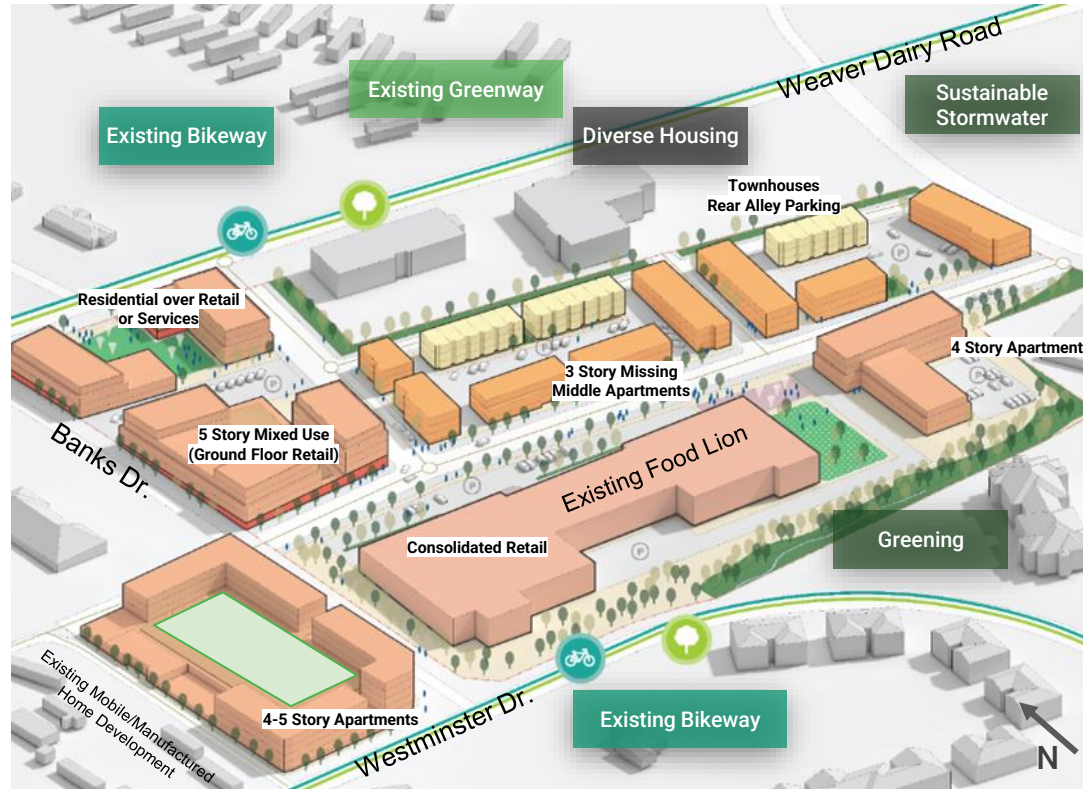 Weaver Dairy Road
Existing Greenway
Sustainable
Stormwater
Existing Bikeway
Diverse Housing
Townhouses
Rear Alley Parking
P
Residential over Retail
or Services
P
P
4 Story Apartment
3 Story Missing
Middle Apartments
P
P
5 Story Mixed Use
(Ground Floor Retail)
Banks Dr.
Existing Food Lion
P
Consolidated Retail
P
Greening
Existing Mobile/Manufactured
Home Development
4-5 Story Apartments
Westminster Dr.
Existing Bikeway
N